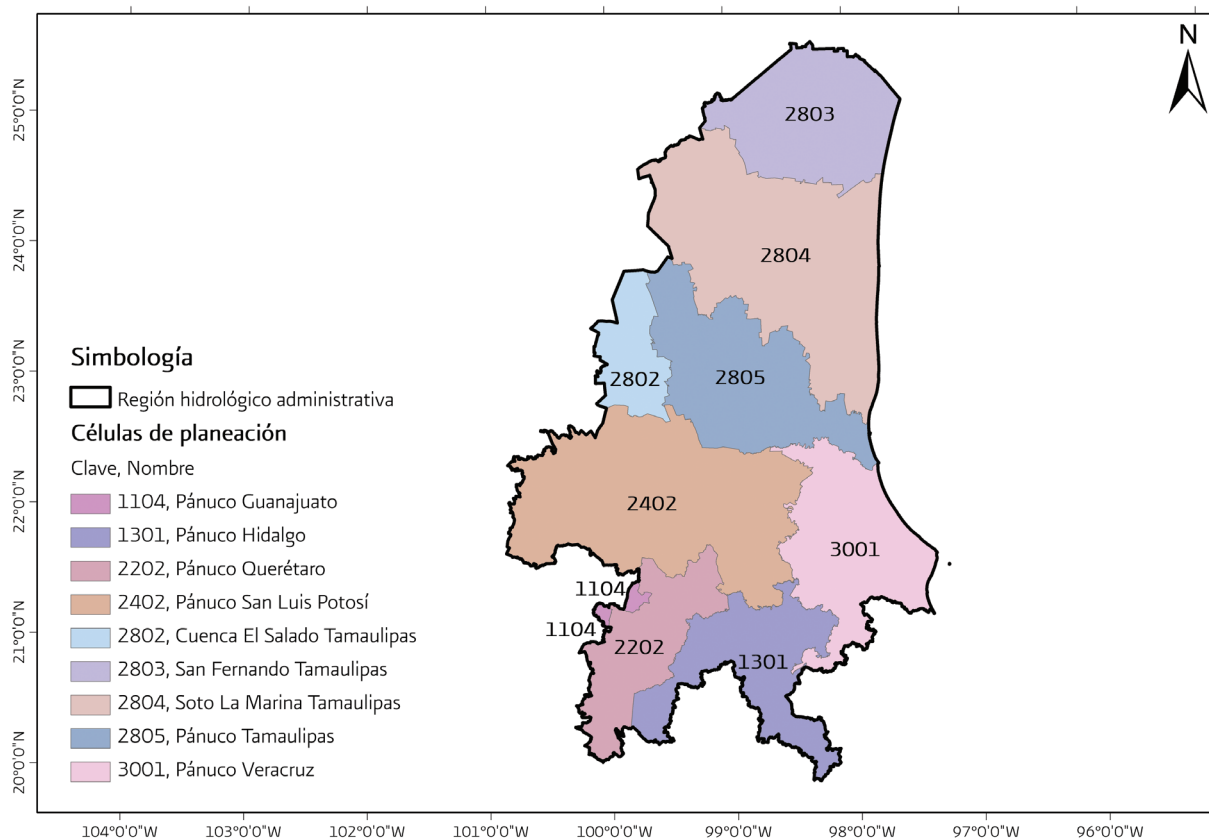 N
25°0'0"N
24°0'0"N
23°0'0"N
22°0'0"N
21°0'0"N
20°0'0"N
2803
2804
2802
2805
2402
3001
1104
1104
2202
1301
Simbología
Región hidrológico administrativa
Células de planeación
Clave, Nombre
1104, Pánuco Guanajuato
1301, Pánuco Hidalgo
2202, Pánuco Querétaro
2402, Pánuco San Luis Potosí
2802, Cuenca El Salado Tamaulipas
2803, San Fernando Tamaulipas
2804, Soto La Marina Tamaulipas
2805, Pánuco Tamaulipas
3001, Pánuco Veracruz
104°0'0"W 103°0'0"W 102°0'0"W 101°0'0"W 100°0'0"W 99°0'0"W 98°0'0"W 97°0'0"W 96°0'0"W